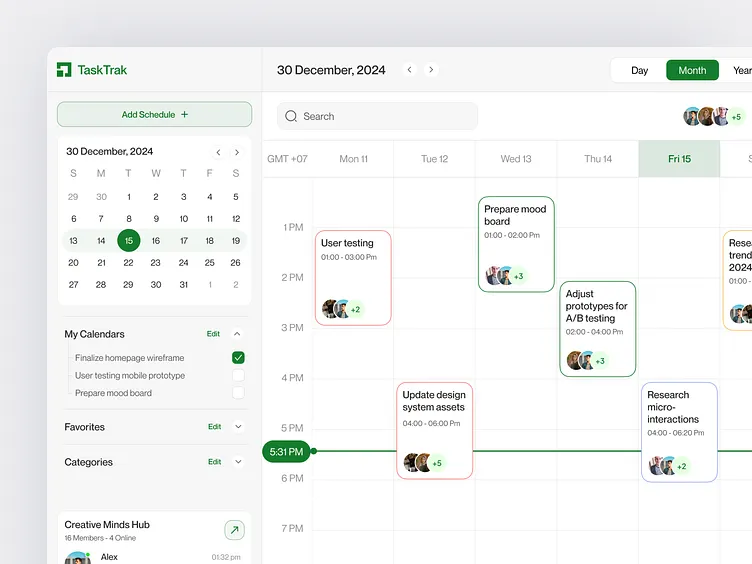 TaskTrak
30 December, 2024
Day
Month
Year
Add Schedule +
Search
+5
30 December, 2024
S M T W T F S
29 30 1 2 3 4 5
6 7 8 9 10 11 12
13 14 15 16 17 18 19
20 21 22 23 24 25 26
27 28 29 30 31 1 2
My Calendars
Edit
Finalize homepage wireframe
User testing mobile prototype
Prepare mood board
Favorites
Edit
Categories
Edit
Creative Minds Hub
16 Members - 4 Online
Alex
01:32 pm
GMT +07
Mon 11
Tue 12
Wed 13
Thu 14
Fri 15
S
1 PM
2 PM
3 PM
4 PM
5 PM
5:31 PM
6 PM
7 PM
User testing
01:00 - 03:00 Pm
+2
Update design
system assets
04:00 - 06:00 Pm
+5
Prepare mood
board
01:00 - 02:00 Pm
+3
Adjust
prototypes for
A/B testing
02:00 - 04:00 Pm
+3
Research
micro-
interactions
04:00 - 06:20 Pm
+2
Resea
trend
2024
01:00 -